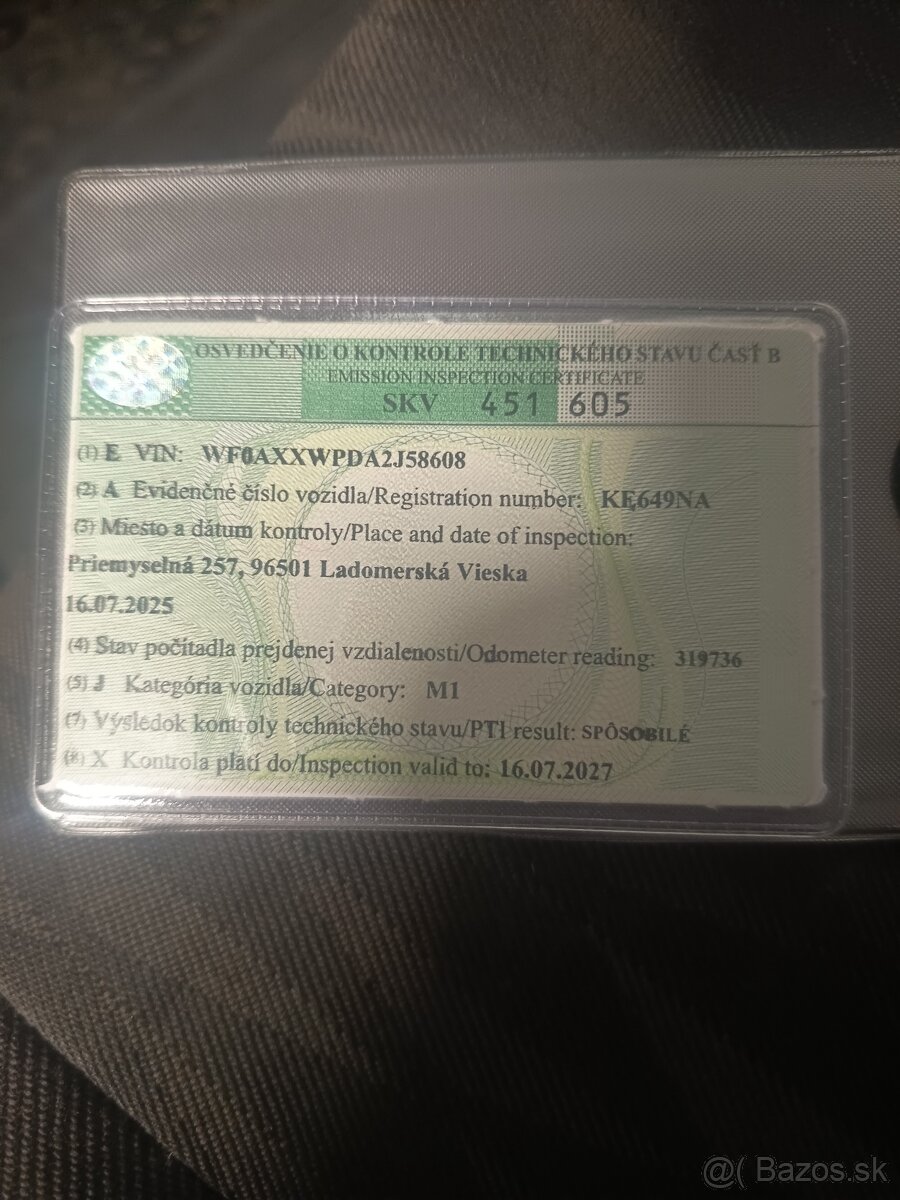 OSVEDČENIE O KONTROLE TECHNICKÉHO STAVU ČASŤ B
EMISSION INSPECTION CERTIFICATE
SKV 451 605
(1) E VIN: WF0AXXWPDA2J58608
(2) A Evidenčné číslo vozidla/Registration number: KE649NA
(3) Miesto a dátum kontroly/Place and date of inspection:
Priemyselná 257, 96501 Ladomerská Vieska
16.07.2025
(4) Stav počítadla prejdenej vzdialenosti/Odometer reading: 319736
(5) J Kategória vozidla/Category: M1
(7) Výsledok kontroly technického stavu/PTI result: SPÔSOBILÉ
(8) X Kontrola platí do/Inspection valid to: 16.07.2027
@( Bazos.sk